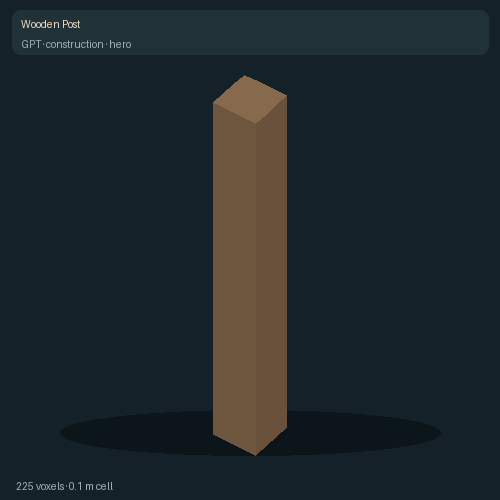 Wooden Post
GPT · construction · hero
225 voxels · 0.1 m cell